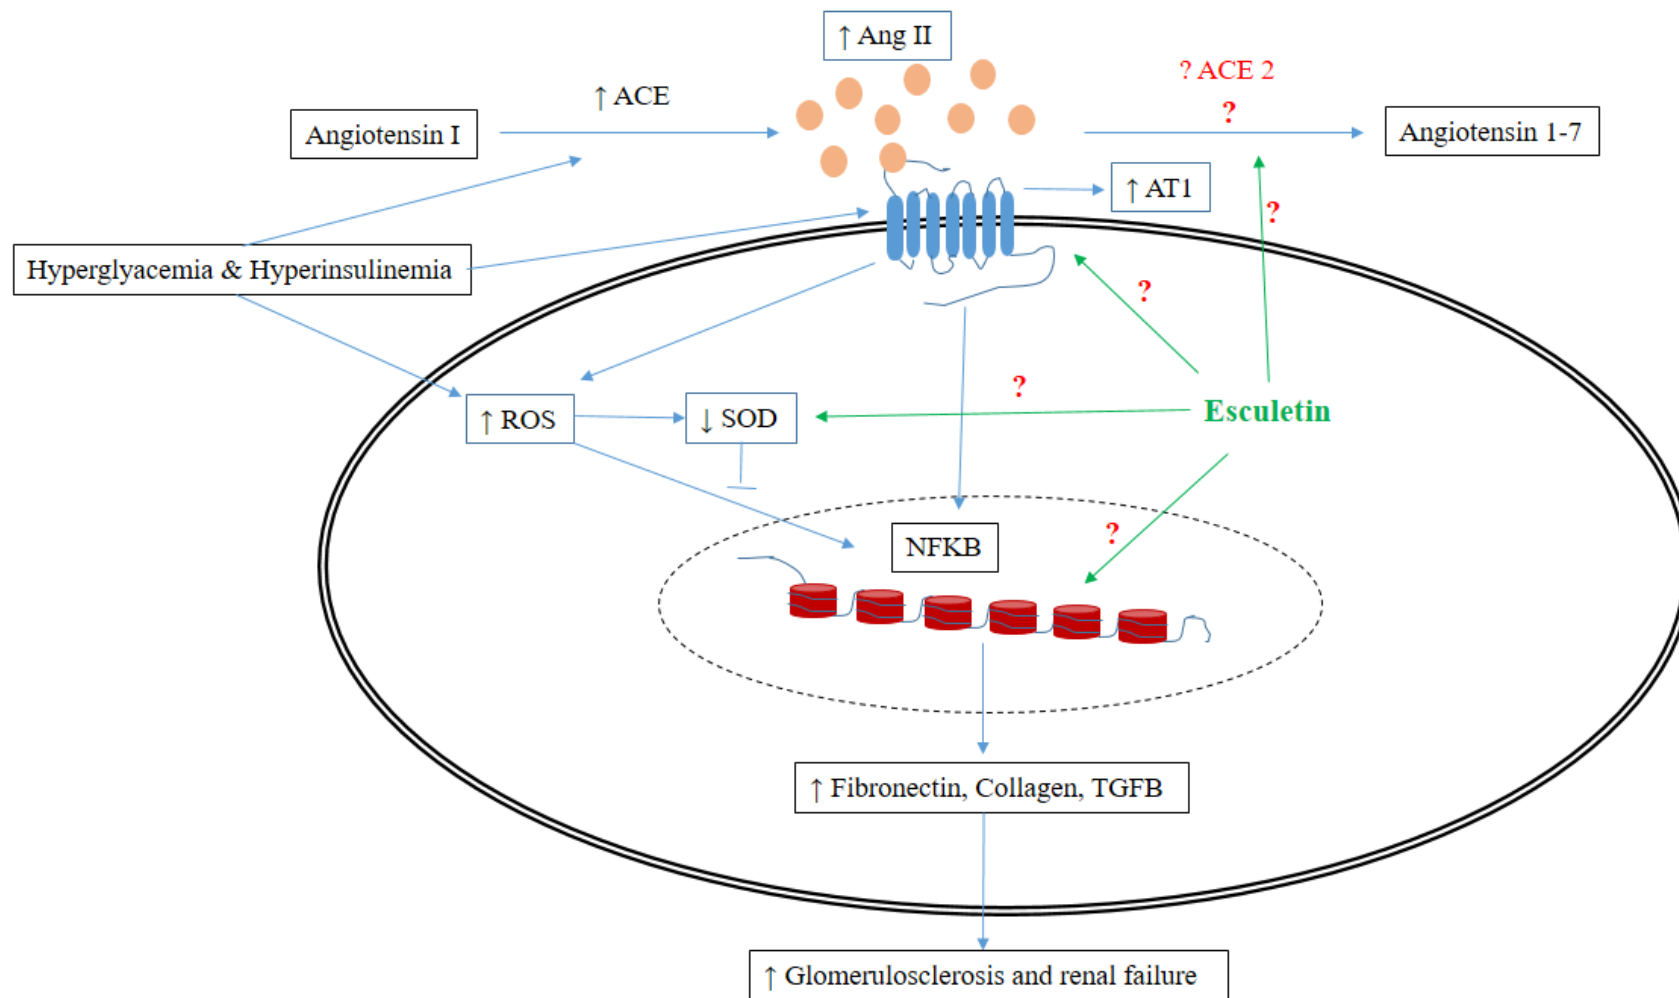 ↑ Ang II
? ACE 2
↑ ACE
?
Angiotensin I
Angiotensin 1-7
↑ AT1
?
Hyperglyacemia & Hyperinsulinemia
?
?
↑ ROS
↓ SOD
Esculetin
?
NFKB
↑ Fibronectin, Collagen, TGFB
↑ Glomerulosclerosis and renal failure